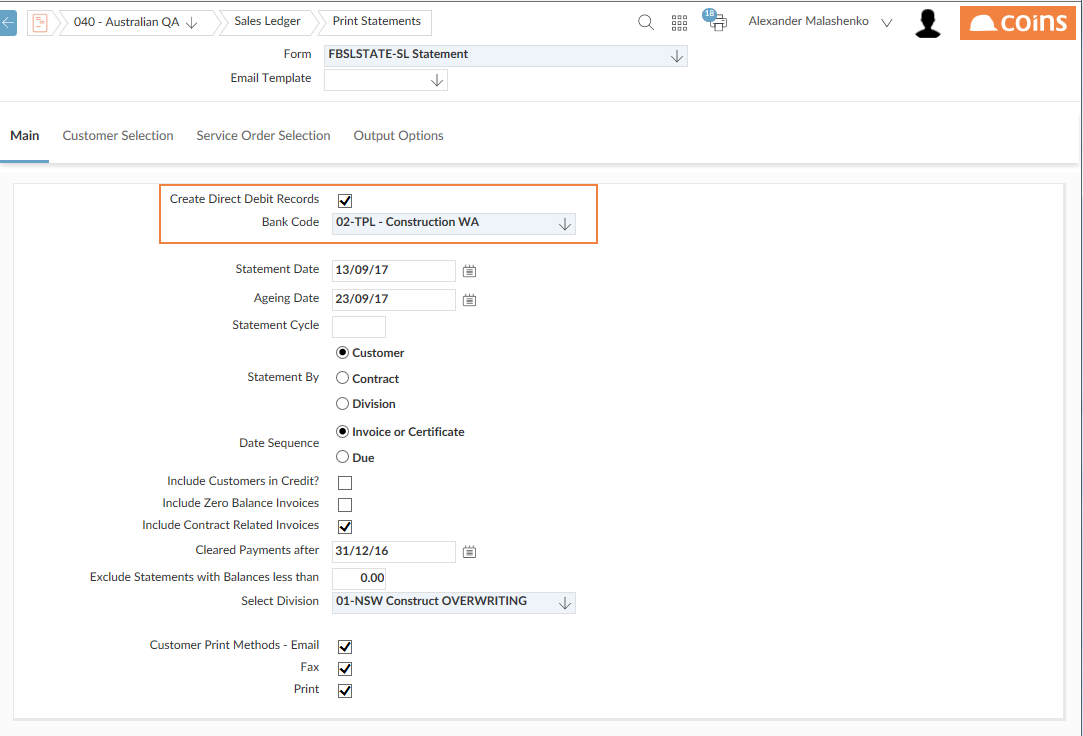 040 - Australian QA
Sales Ledger
Print Statements
18
Alexander Malashenko
coins
Form
FBSLSTATE-SL Statement
Email Template
Main
Customer Selection
Service Order Selection
Output Options
Create Direct Debit Records
Bank Code
02-TPL - Construction WA
Statement Date
13/09/17
Ageing Date
23/09/17
Statement Cycle
Customer
Statement By
Contract
Division
Invoice or Certificate
Date Sequence
Due
Include Customers in Credit?
Include Zero Balance Invoices
Include Contract Related Invoices
Cleared Payments after
31/12/16
Exclude Statements with Balances less than
0.00
Select Division
01-NSW Construct OVERWRITING
Customer Print Methods - Email
Fax
Print